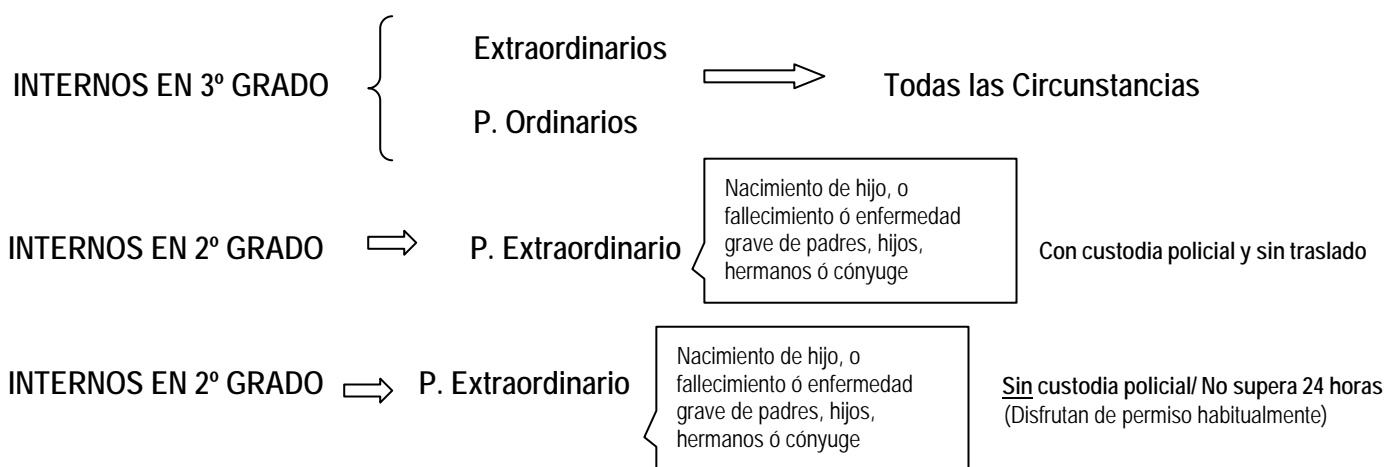 Extraordinarios
INTERNOS EN 3º GRADO
Todas las Circunstancias
P. Ordinarios
INTERNOS EN 2º GRADO
P. Extraordinario
Nacimiento de hijo, o
fallecimiento ó enfermedad
grave de padres, hijos,
hermanos ó cónyuge
Con custodia policial y sin traslado
INTERNOS EN 2º GRADO
P. Extraordinario
Nacimiento de hijo, o
fallecimiento ó enfermedad
grave de padres, hijos,
hermanos ó cónyuge
Sin custodia policial/ No supera 24 horas
(Disfrutan de permiso habitualmente)